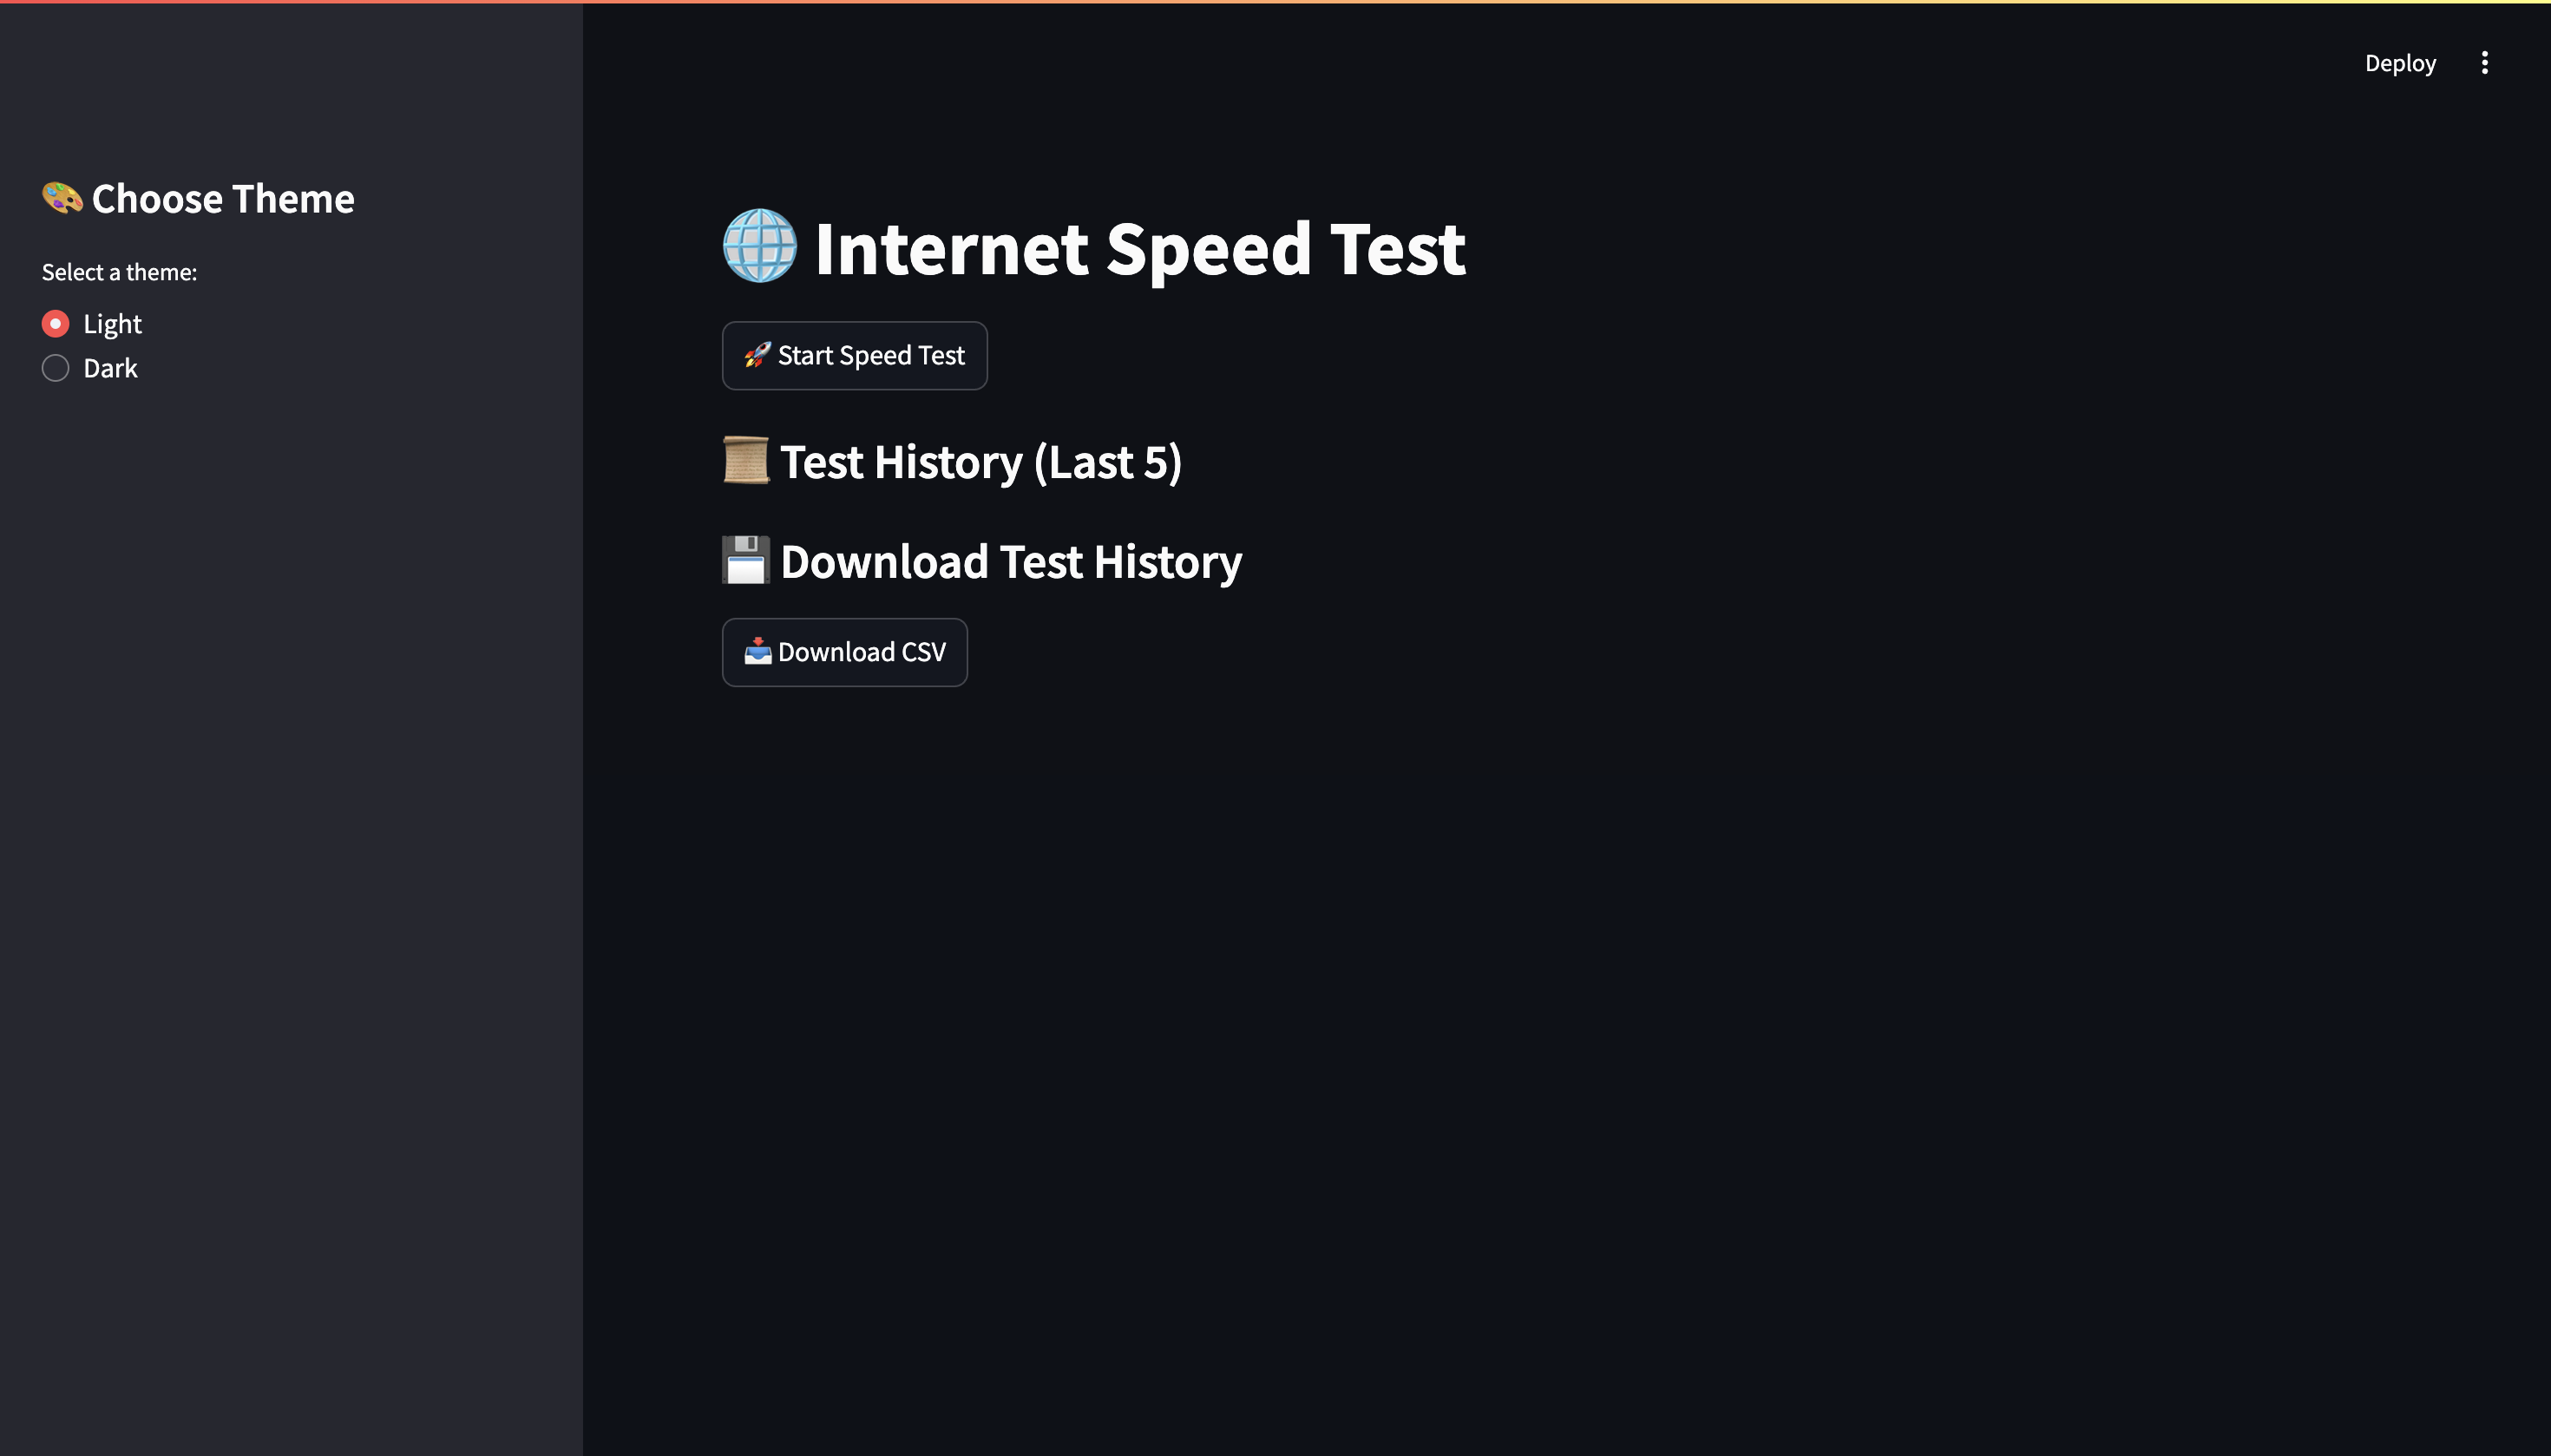 Deploy
🎨 Choose Theme
Select a theme:
Light
Dark
🌐 Internet Speed Test
🚀 Start Speed Test
📜 Test History (Last 5)
💾 Download Test History
📥 Download CSV